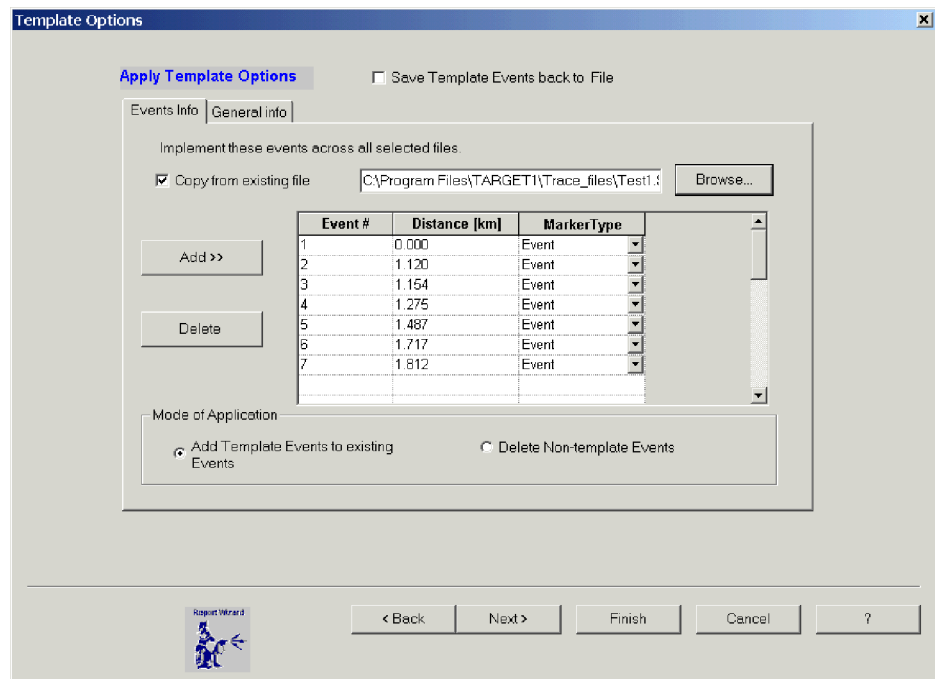 Template Options
Apply Template Options
Save Template Events back to File
Events Info
General info
Implement these events across all selected files.
Copy from existing file
C:\Program Files\TARGET1\Trace_files\Test1.
Browse...
Event # Distance [km] MarkerType
1 0.000 Event
2 1.120 Event
3 1.154 Event
4 1.275 Event
5 1.487 Event
6 1.717 Event
7 1.812 Event
Add >>
Delete
Mode of Application
Add Template Events to existing
Events
Delete Non-template Events
Report Wizard
< Back
Next >
Finish
Cancel
?